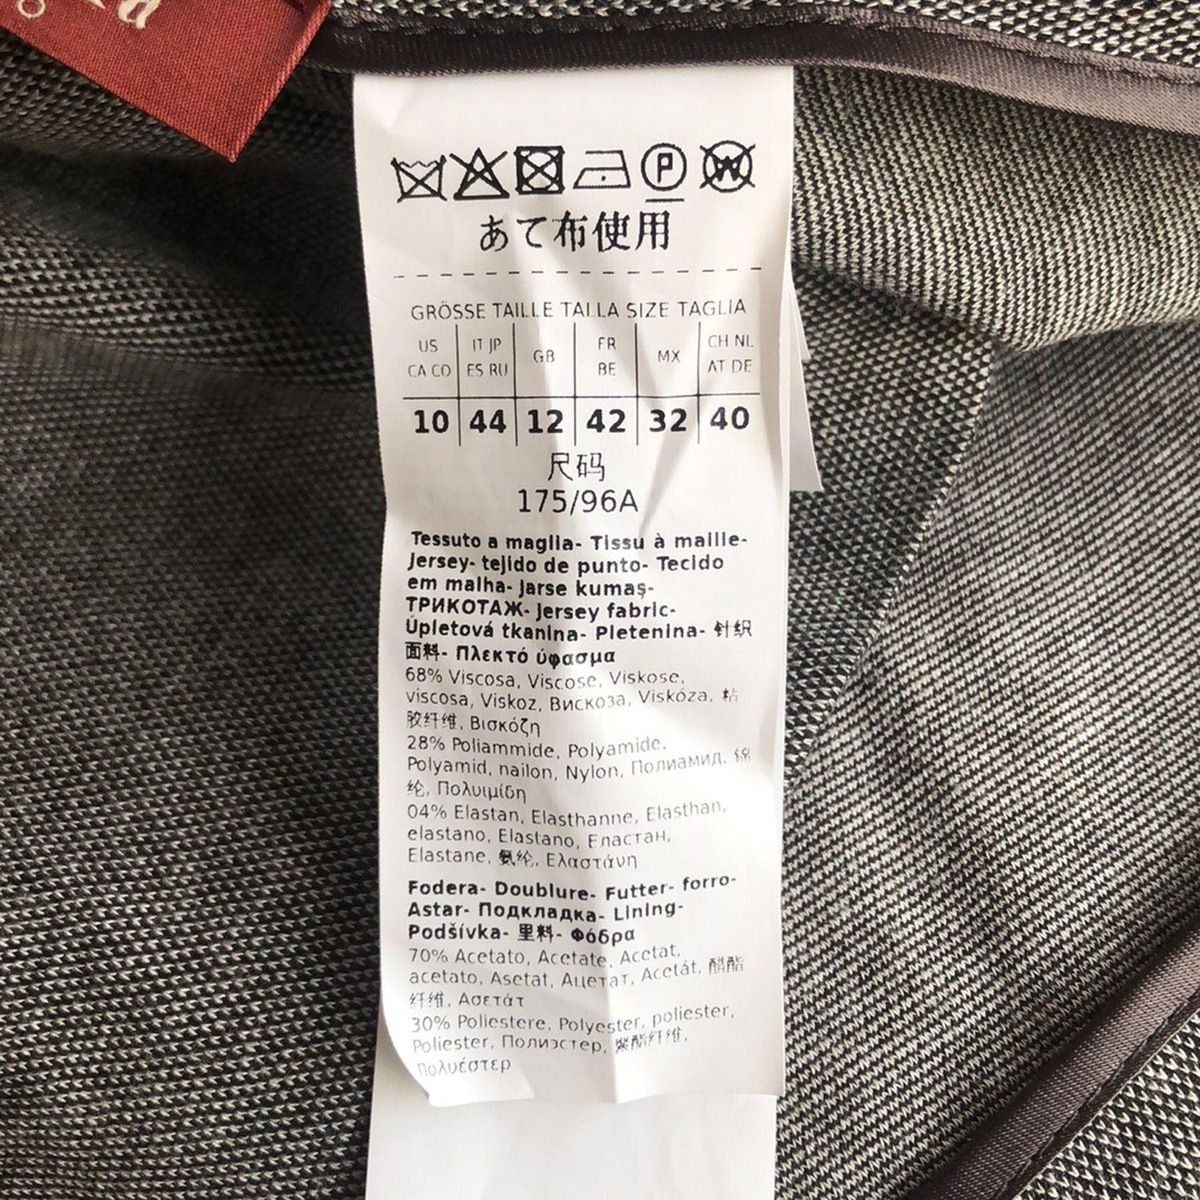 P W
あて布使用
GRÖSSE TAILLE TALLA SIZE TAGLIA
US IT JP GB FR MX CH NL
CA CO ES RU BE AT DE
10 44 12 42 32 40
尺码
175/96A
Tessuto a maglia- Tissu à maille-
Jersey- tejido de punto- Tecido
em malha- jarse kumaş-
ТРИКОТАЖ- Jersey fabric-
Úpletová tkanina- Pletenina- 针织
面料- Πλεκτό ύφασμα
68% Viscosa, Viscose, Viskose,
viscosa, Viskoz, Вискоза, Viskóza, 粘
胶纤维, Βισκόζη
28% Poliammide, Polyamide,
Polyamid, nailon, Nylon, Полиамид, 锦
纶, Πολυιμίδη
04% Elastan, Elasthanne, Elasthan,
elastano, Elastano, Еластан,
Elastane, 氨纶, Ελαστάνη
Fodera- Doublure- Futter- forro-
Astar- Подкладка- Lining-
Podšívka- 里料- Φόδρα
70% Acetato, Acetate, Acetat,
acetato, Asetat, Ацетат, Acetát, 醋酯
纤维, Ασετάτ
30% Poliestere, Polyester, poliester,
Poliester, Полиэстер, 聚酯纤维,
Πολυέστερ